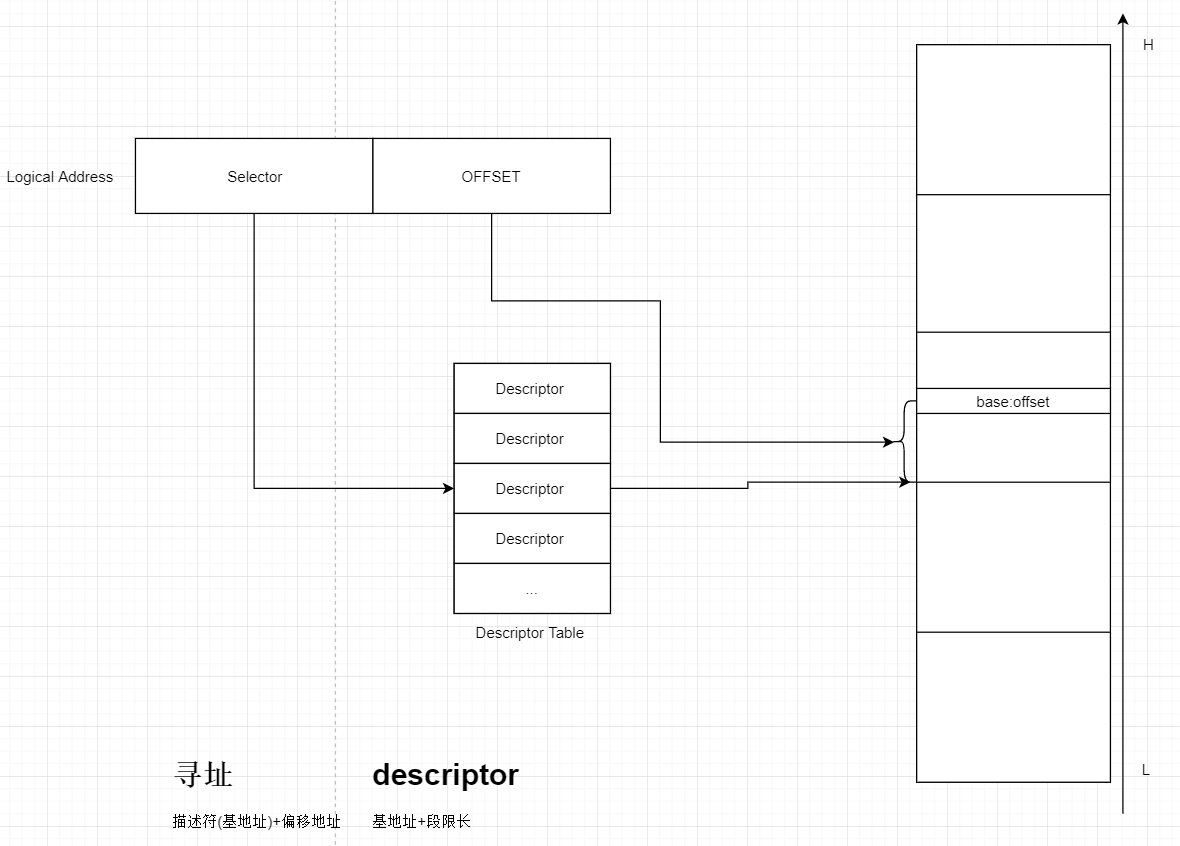 H
Logical Address
Selector
OFFSET
Descriptor
Descriptor
Descriptor
Descriptor
...
Descriptor Table
base:offset
L
寻址
descriptor
描述符(基地址)+偏移地址
基地址+段限长